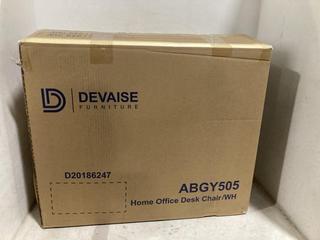 DEVAISE
FURNITURE
D20186247
ABGY505
Home Office Desk Chair/WH